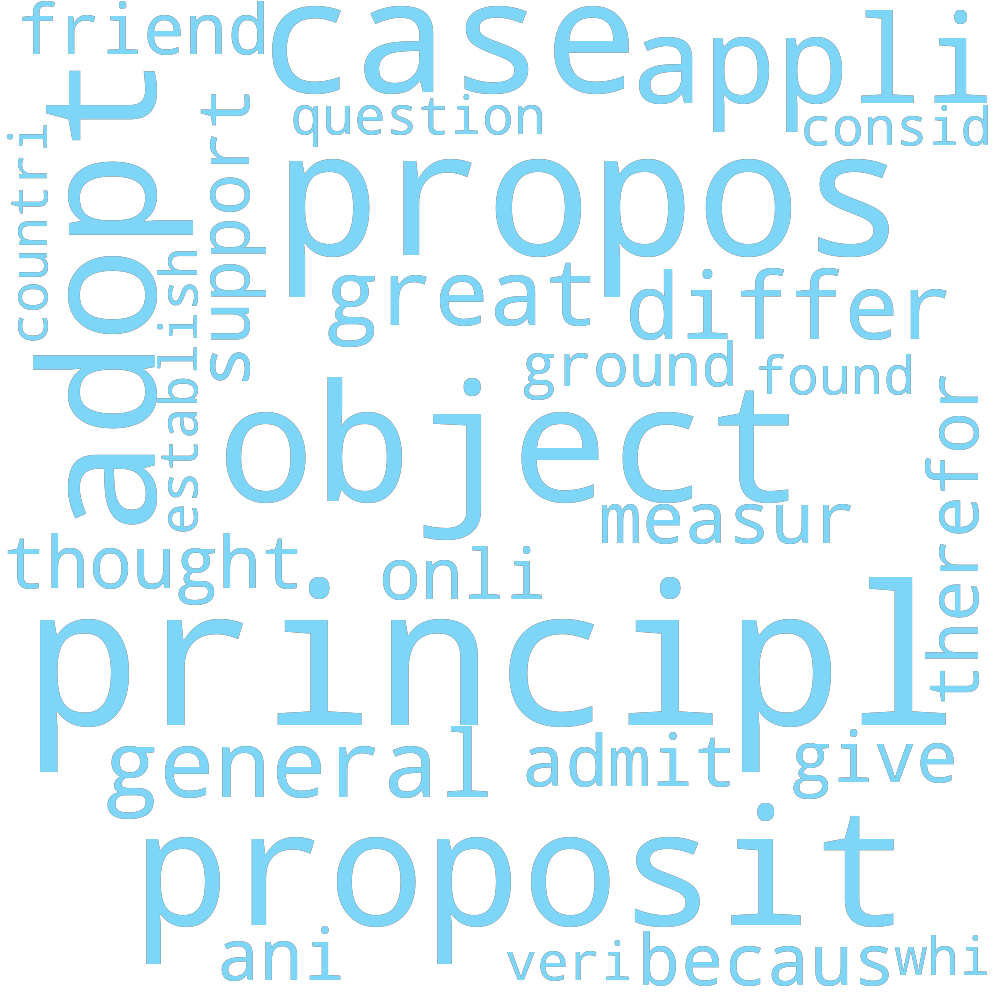 friend
case
appli
question
consid
adopt
countri
support
propos
establish
great
differ
ground
found
object
therefor
measur
thought
onli
principl
general
admit
give
proposit
ani
veri
becaus
whi